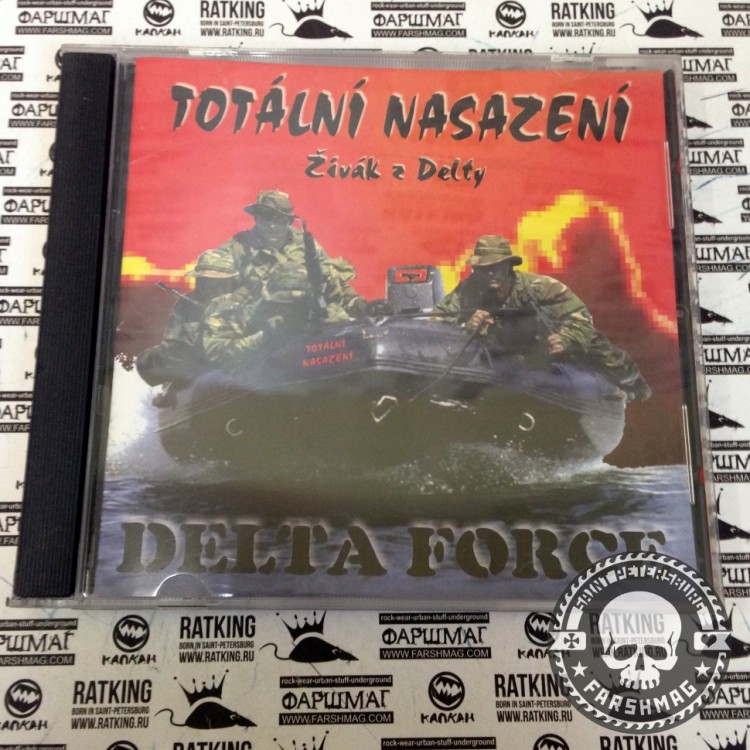 TOTÁLNÍ NASAZENÍ
Živák z Delty
TOTÁLNÍ
NASAZENÍ
DELTA FORCE
SAINT PETERSBURG
FARSHMAG
RATKING
BORN IN SAINT-PETERSBURG
WWW.RATKING.RU
rock-wear-urban-stuff-underground
ФАРШМАГ
WWW.FARSHMAG.COM
КАПКАН